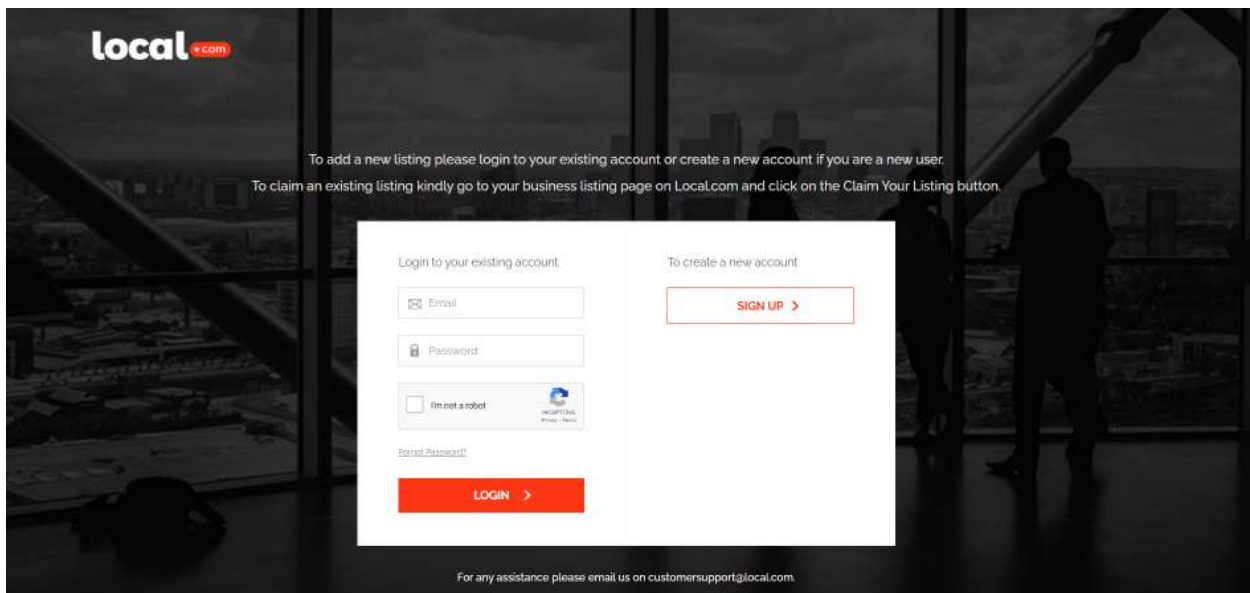 local.com
To add a new listing please login to your existing account or create a new account if you are a new user.
To claim an existing listing kindly go to your business listing page on Local.com and click on the Claim Your Listing button.
Login to your existing account
Email
Password
I'm not a robot
reCAPTCHA
Privacy - Terms
Forgot Password?
LOGIN >
To create a new account
SIGN UP >
For any assistance please email us on customersupport@local.com.